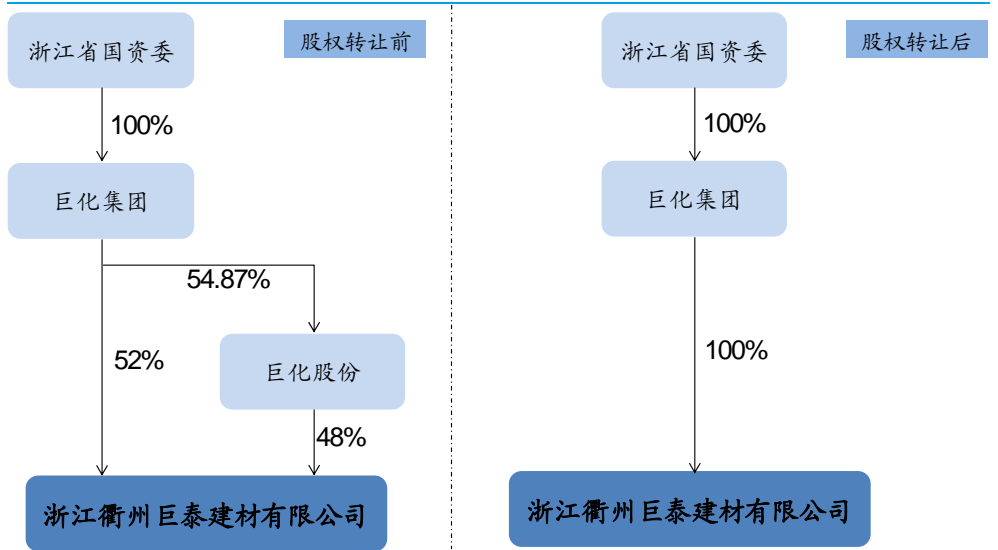 浙江省国资委
股权转让前
100%
巨化集团
54.87%
52%
巨化股份
48%
浙江衢州巨泰建材有限公司
浙江省国资委
股权转让后
100%
巨化集团
100%
浙江衢州巨泰建材有限公司